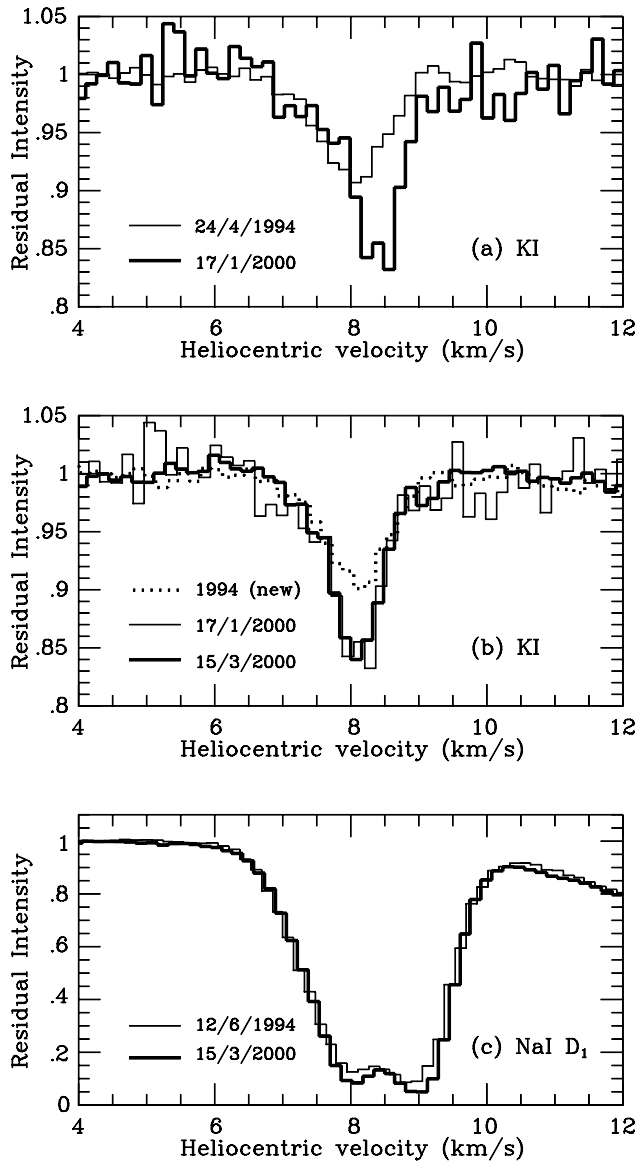 1.05
1
.95
.9
.85
.8
Residual Intensity
24/4/1994
17/1/2000
(a) KI
4 6 8 10 12
Heliocentric velocity (km/s)
1.05
1
.95
.9
.85
.8
Residual Intensity
1994 (new)
17/1/2000
15/3/2000
(b) KI
4 6 8 10 12
Heliocentric velocity (km/s)
1
.8
.6
.4
.2
0
Residual Intensity
12/6/1994
15/3/2000
(c) NaI D₁
4 6 8 10 12
Heliocentric velocity (km/s)